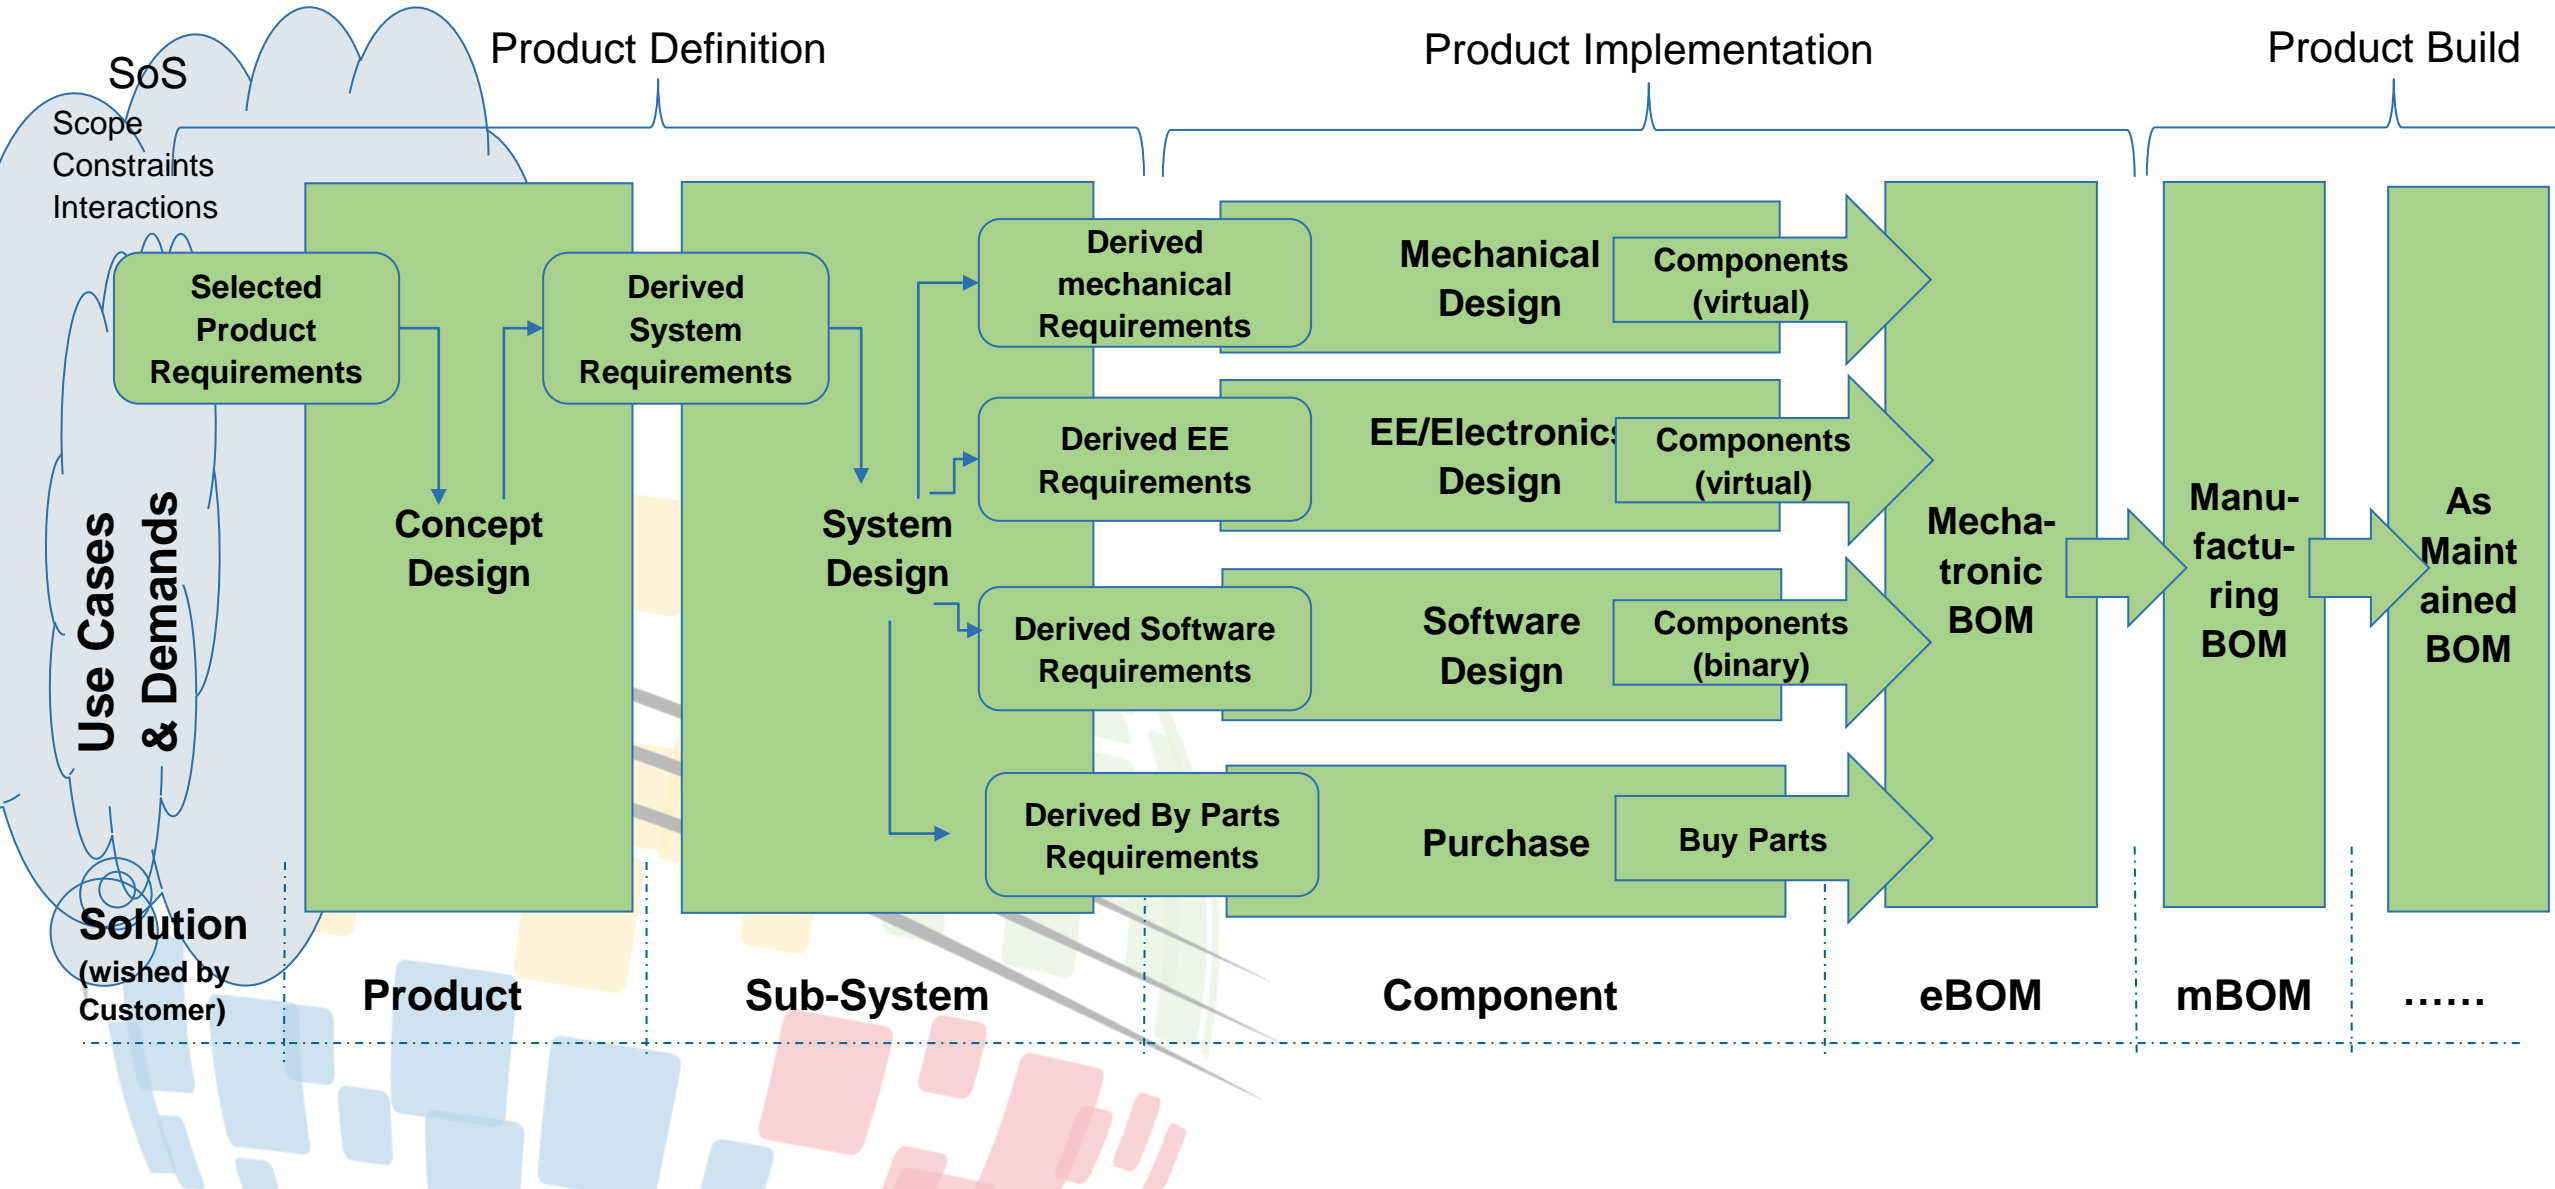 Product Definition
Product Implementation
Product Build
SoS
Scope
Constraints
Interactions
Selected
Product
Requirements
Derived
System
Requirements
Derived
mechanical
Requirements
Mechanical
Design
Components
(virtual)
Derived EE
Requirements
EE/Electronics
Design
Components
(virtual)
Use Cases
& Demands
Concept
Design
System
Design
Derived Software
Requirements
Software
Design
Components
(binary)
Derived By Parts
Requirements
Purchase
Buy Parts
Mecha-
tronic
BOM
Manu-
factu-
ring
BOM
As
Maint
ained
BOM
Solution
(wished by
Customer)
Product
Sub-System
Component
eBOM
mBOM
......